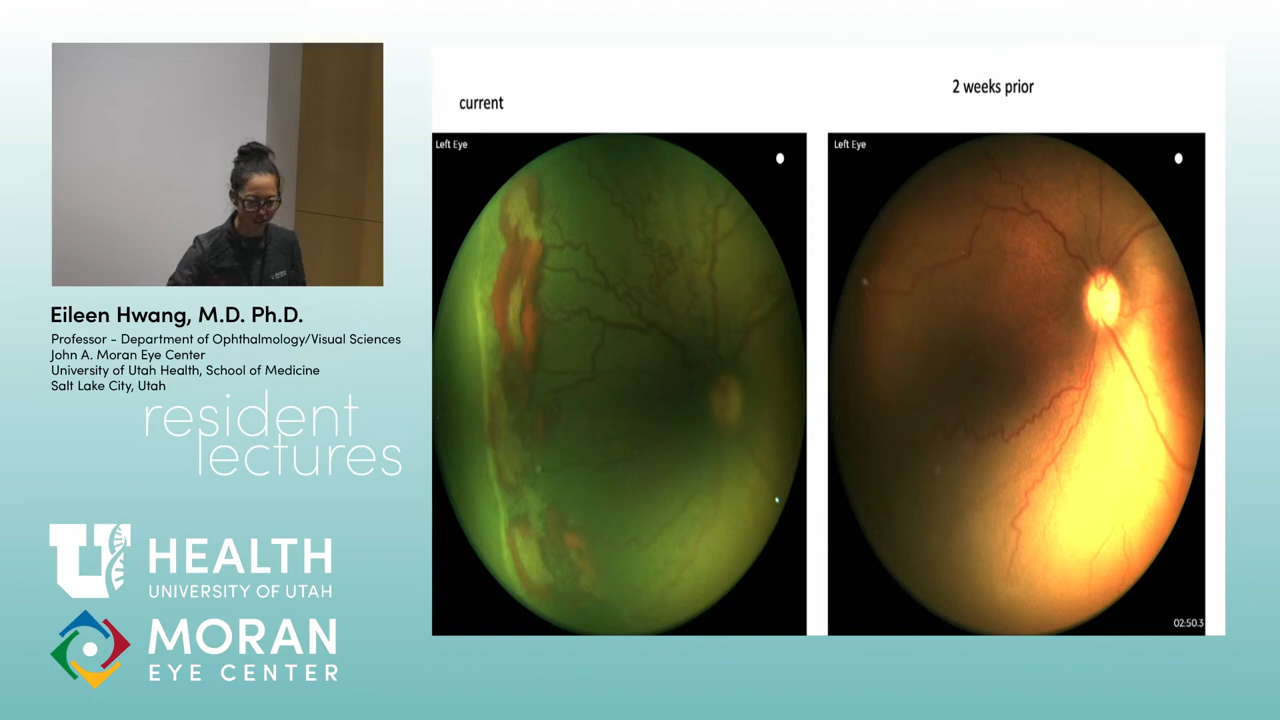 current
2 weeks prior
Left Eye
Left Eye
02:50.3
MORAN
Eileen Hwang, M.D. Ph.D.
Professor - Department of Ophthalmology/Visual Sciences
John A. Moran Eye Center
University of Utah Health, School of Medicine
Salt Lake City, Utah
resident
lectures
U HEALTH
UNIVERSITY OF UTAH
MORAN
EYE CENTER